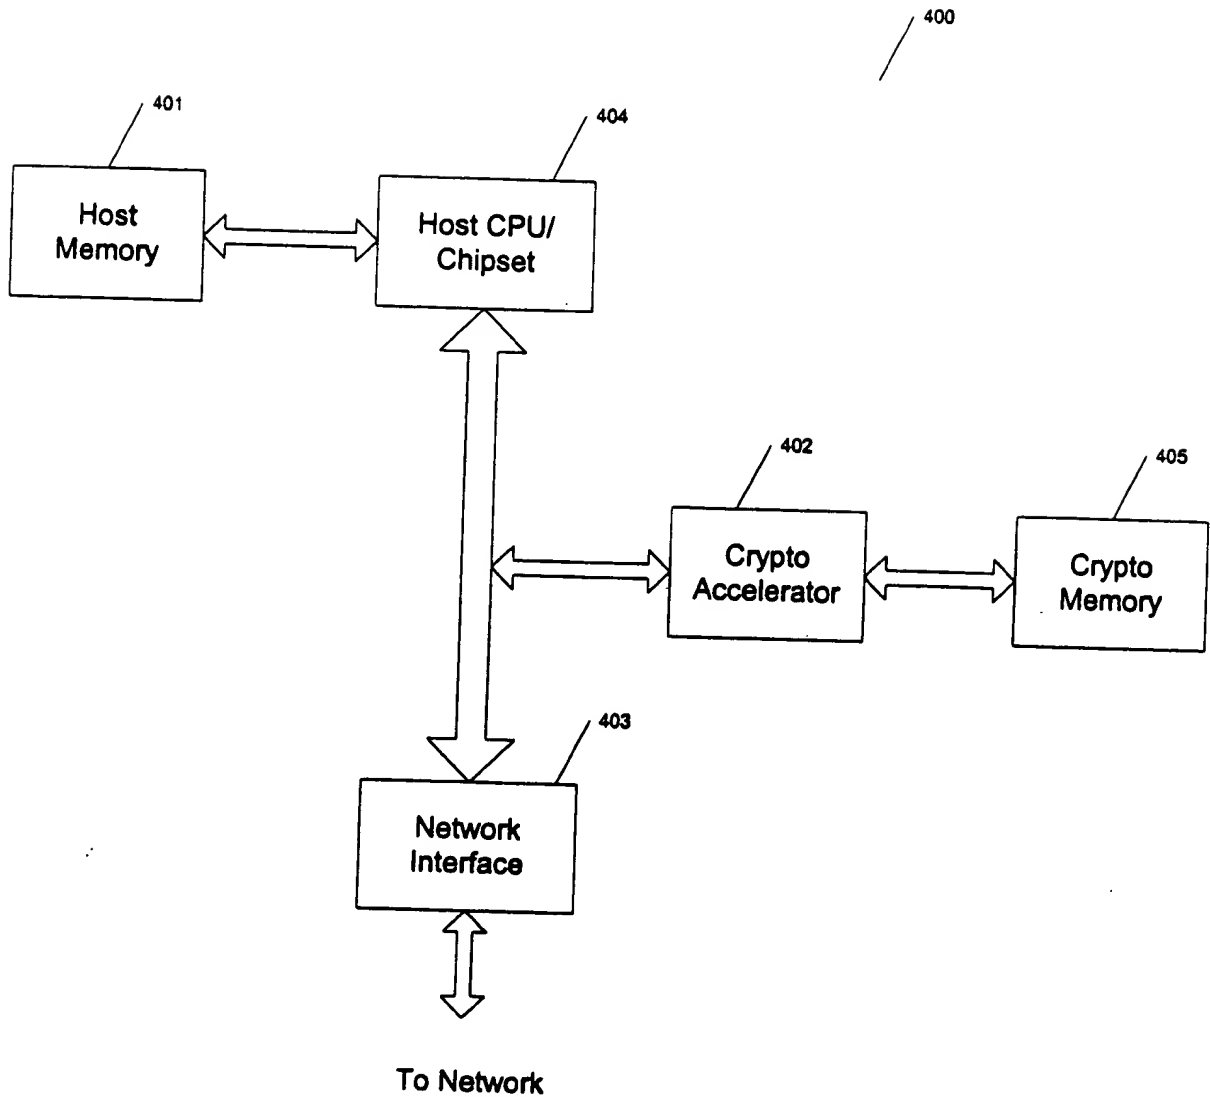 400
401
404
Host
Memory
Host CPU/
Chipset
402
405
Crypto
Accelerator
Crypto
Memory
403
Network
Interface
To Network